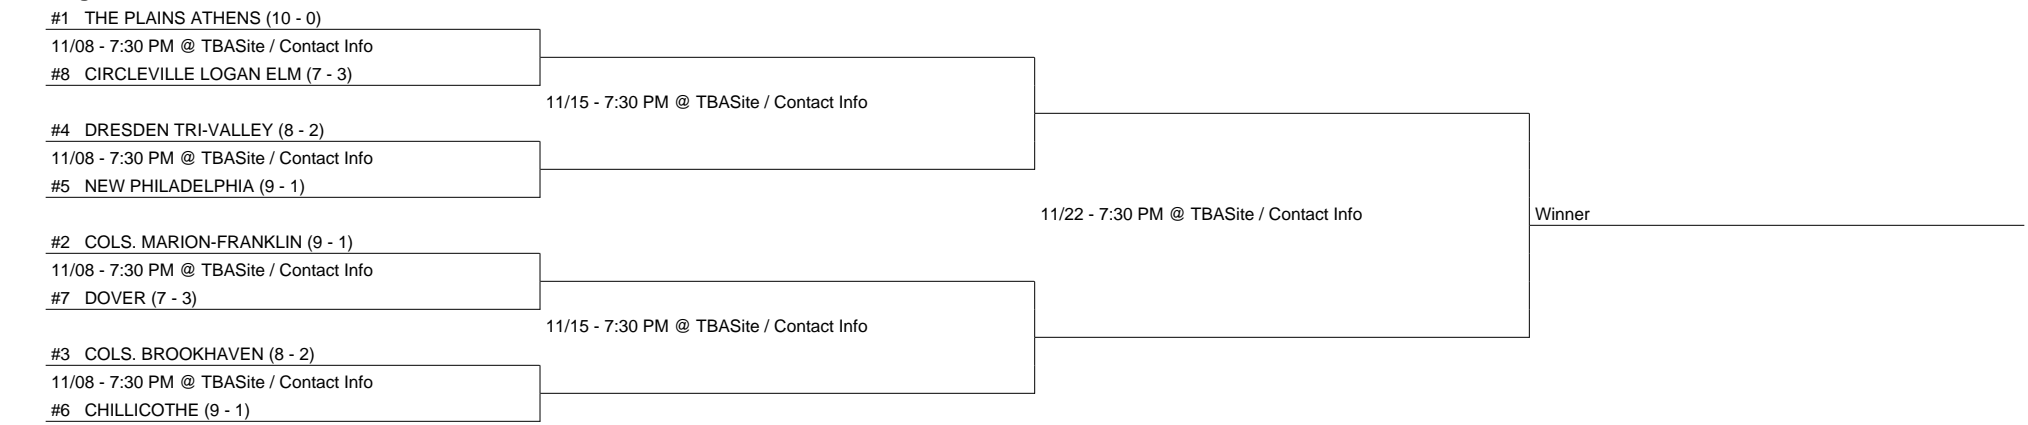 #1 THE PLAINS ATHENS (10 - 0)
11/08 - 7:30 PM @ TBASite / Contact Info
#8 CIRCLEVILLE LOGAN ELM (7 - 3)
11/15 - 7:30 PM @ TBASite / Contact Info
#4 DRESDEN TRI-VALLEY (8 - 2)
11/08 - 7:30 PM @ TBASite / Contact Info
#5 NEW PHILADELPHIA (9 - 1)
11/22 - 7:30 PM @ TBASite / Contact Info
Winner
#2 COLS. MARION-FRANKLIN (9 - 1)
11/08 - 7:30 PM @ TBASite / Contact Info
#7 DOVER (7 - 3)
11/15 - 7:30 PM @ TBASite / Contact Info
#3 COLS. BROOKHAVEN (8 - 2)
11/08 - 7:30 PM @ TBASite / Contact Info
#6 CHILLICOTHE (9 - 1)